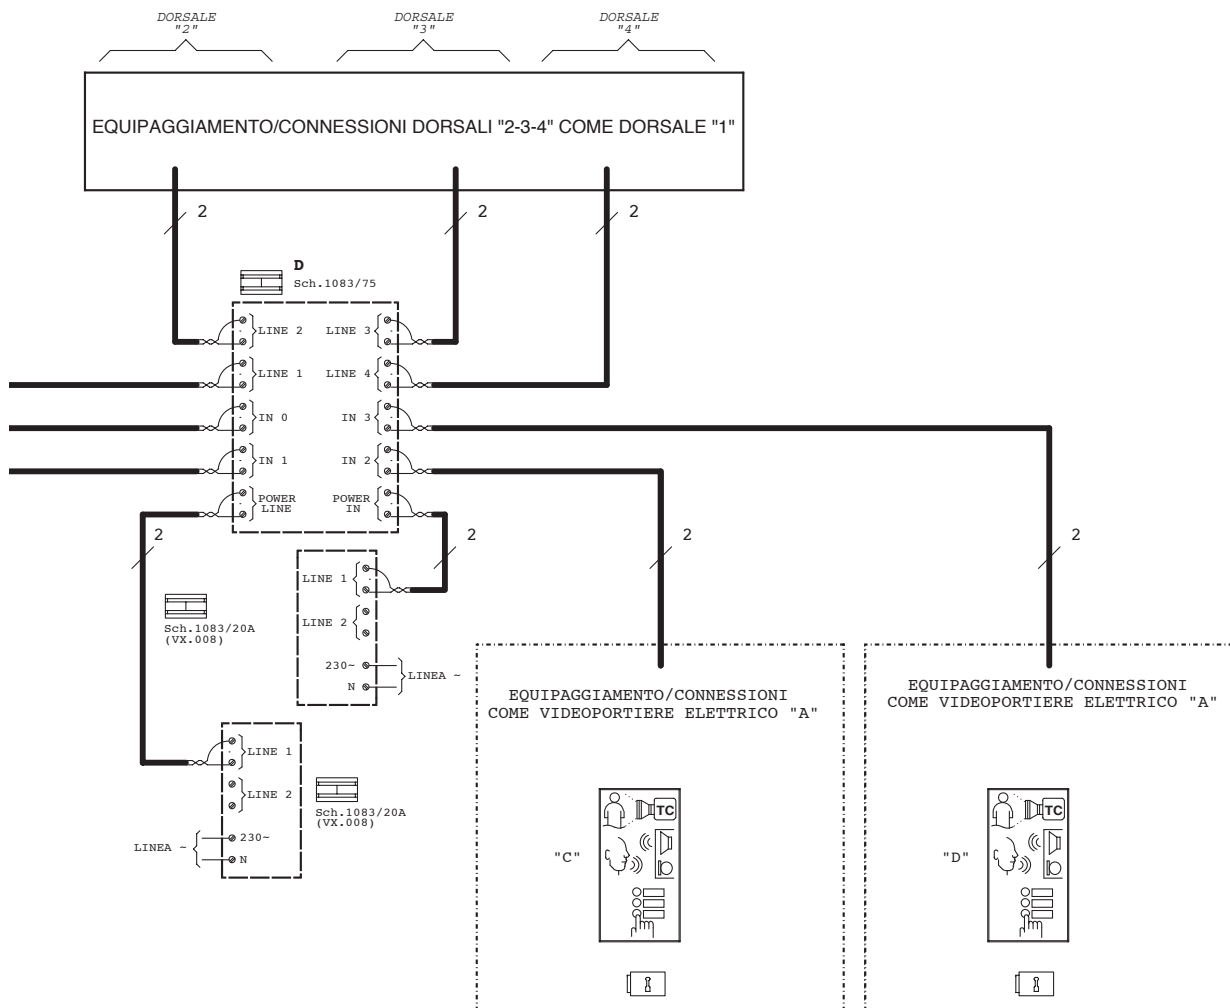 DORSALE
"2"
DORSALE
"3"
DORSALE
"4"
EQUIPAGGIAMENTO/CONNESSIONI DORSALI "2-3-4" COME DORSALE "1"
2
2
2
D
Sch.1083/75
LINE 2
LINE 3
LINE 1
LINE 4
IN 0
IN 3
IN 1
IN 2
POWER
LINE
POWER
IN
2
2
2
2
LINE 1
LINE 2
230~
N
LINEA ~
Sch.1083/20A
(VX.008)
LINE 1
LINE 2
230~
N
LINEA ~
Sch.1083/20A
(VX.008)
EQUIPAGGIAMENTO/CONNESSIONI
COME VIDEOPORTIERE ELETTRICO "A"
TC
"C"
EQUIPAGGIAMENTO/CONNESSIONI
COME VIDEOPORTIERE ELETTRICO "A"
TC
"D"